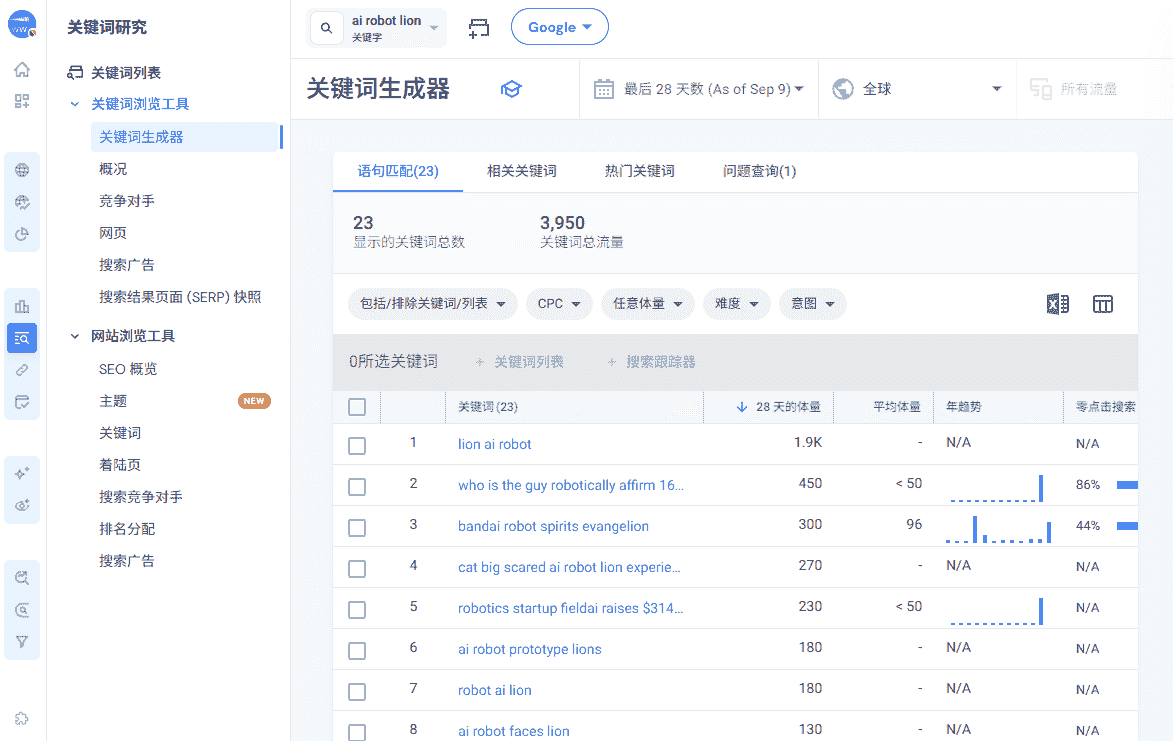 关键词研究
关键词列表
关键词浏览工具
关键词生成器
概况
竞争对手
网页
搜索广告
搜索结果页面 (SERP) 快照
网站浏览工具
SEO 概览
主题 NEW
关键词
着陆页
搜索竞争对手
排名分配
搜索广告
ai robot lion
关键字
Google
关键词生成器
最后 28 天数 (As of Sep 9)
全球
所有流量
语句匹配(23) 相关关键词 热门关键词 问题查询(1)
23 3,950
显示的关键词总数 关键词总流量
包括/排除关键词/列表 CPC 任意体量 难度 意图
0所选关键词 + 关键词列表 + 搜索跟踪器
关键词 (23) 28 天的体量 平均体量 年趋势 零点击搜索
1 lion ai robot 1.9K - N/A N/A
2 who is the guy robotically affirm 16... 450 < 50 86%
3 bandai robot spirits evangelion 300 96 44%
4 cat big scared ai robot lion experie... 270 - N/A N/A
5 robotics startup fieldai raises $314... 230 < 50 N/A
6 ai robot prototype lions 180 - N/A N/A
7 robot ai lion 180 - N/A N/A
8 ai robot faces lion 130 - N/A N/A